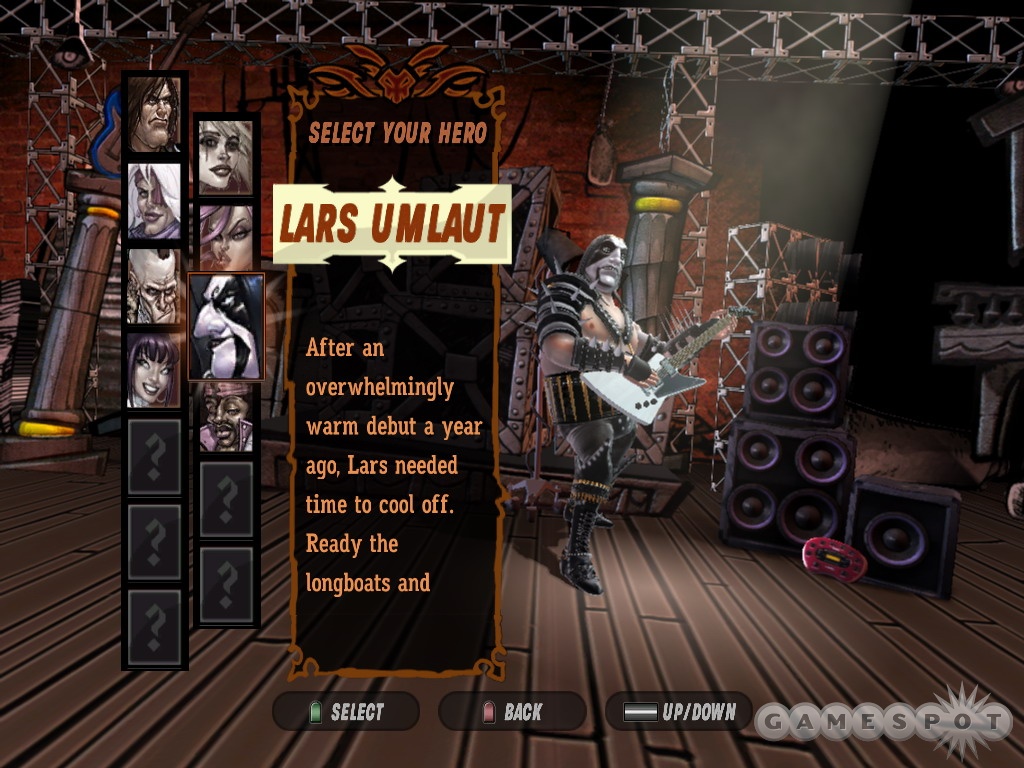 SELECT YOUR HERO
LARS UMLAUT
After an
overwhelmingly
warm debut a year
ago, Lars needed
time to cool off.
Ready the
longboats and
?
?
?
?
?
SELECT
BACK
UP/DOWN
GAMESPOT